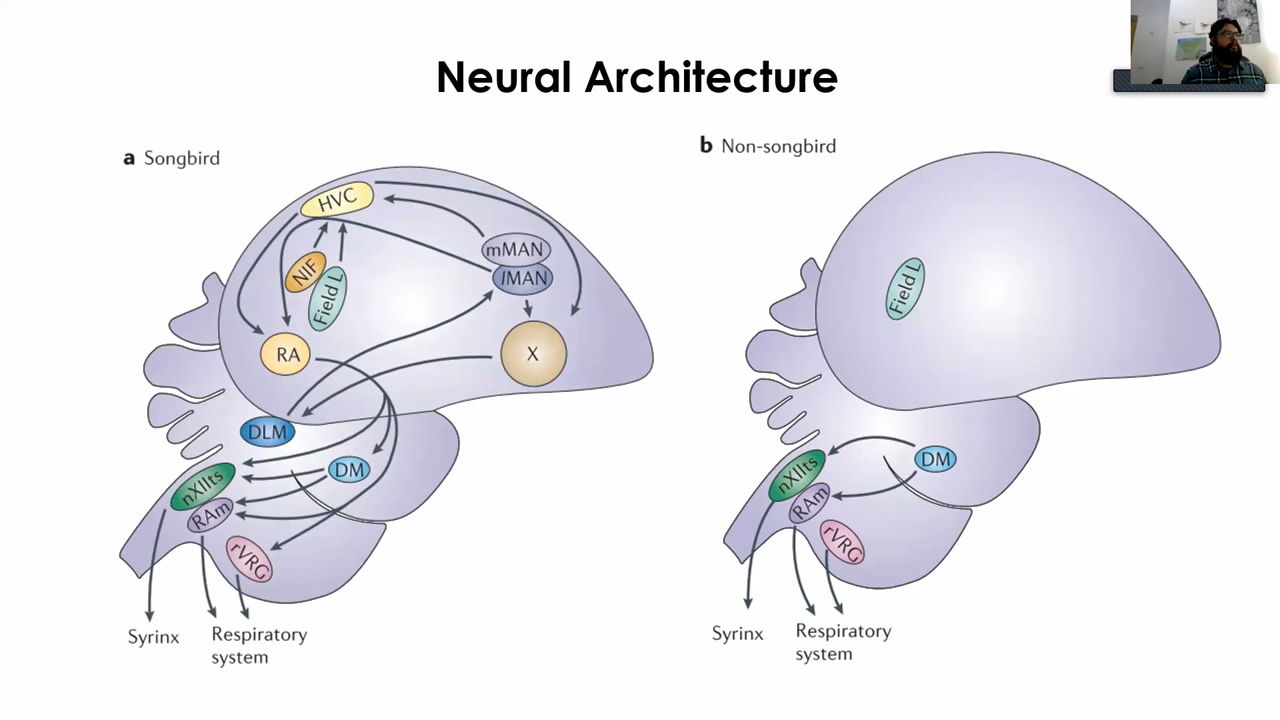 Neural Architecture
a Songbird
HVC
mMAN
lMAN
NIF
Field L
RA
X
DLM
DM
nXIIts
RAm
rVRG
Syrinx
Respiratory
system
b Non-songbird
Field L
DM
nXIIts
RAm
rVRG
Syrinx
Respiratory
system